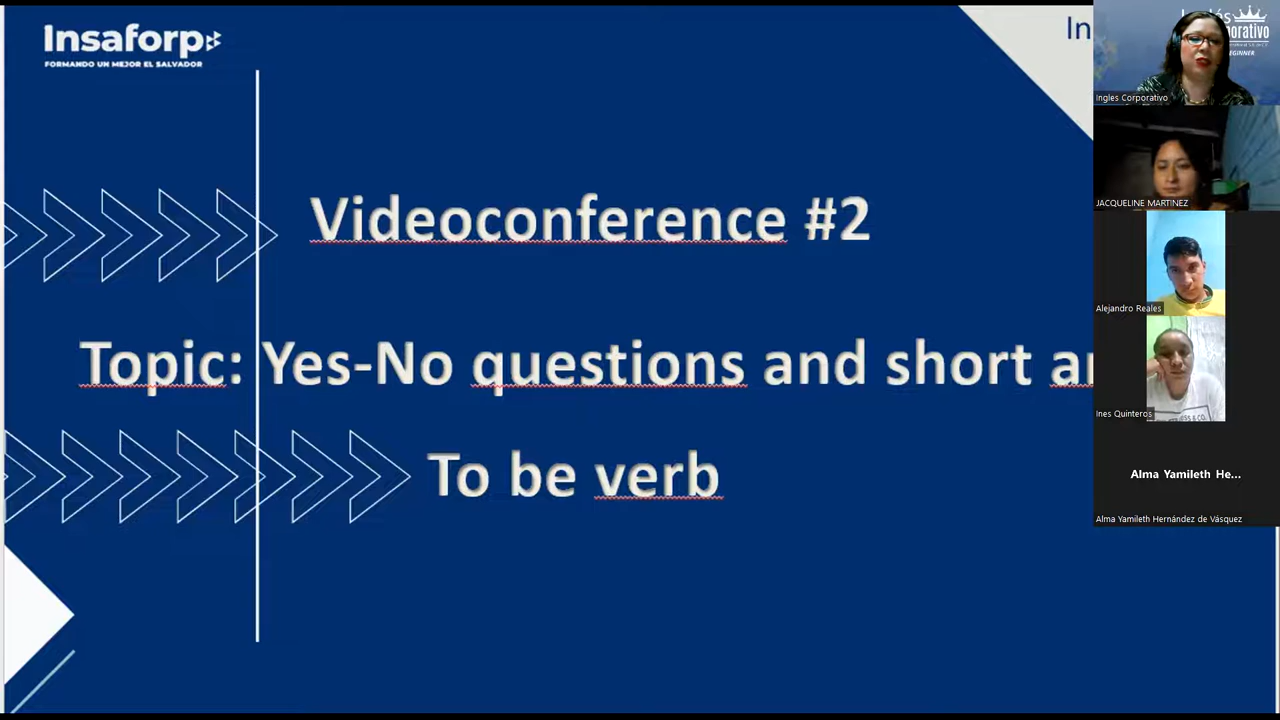 Insaforp
FORMANDO UN MEJOR EL SALVADOR
In
Videoconference #2
Topic: Yes-No questions and short
To be verb
Ingles Corporativo
JACQUELINE MARTINEZ
Alejandro Reales
Ines Quinteros
Alma Yamileth He...
Alma Yamileth Hernández de Vásquez